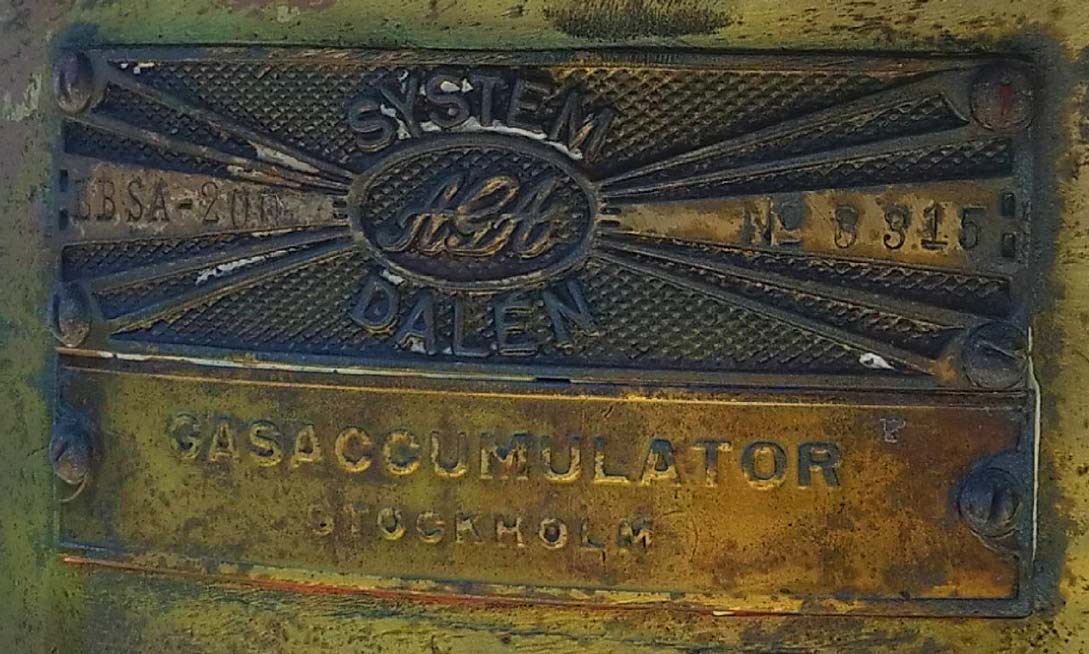 SYSTEM
AGA
No 8315
DALÉN
GASACCUMULATOR
STOCKHOLM